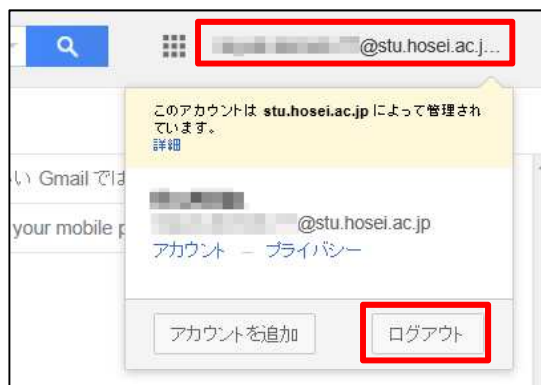 @stu.hosei.ac.j...
このアカウントは stu.hosei.ac.jp によって管理され
ています。
詳細
い Gmail では
@stu.hosei.ac.jp
your mobile p
アカウント – プライバシー
アカウントを追加
ログアウト